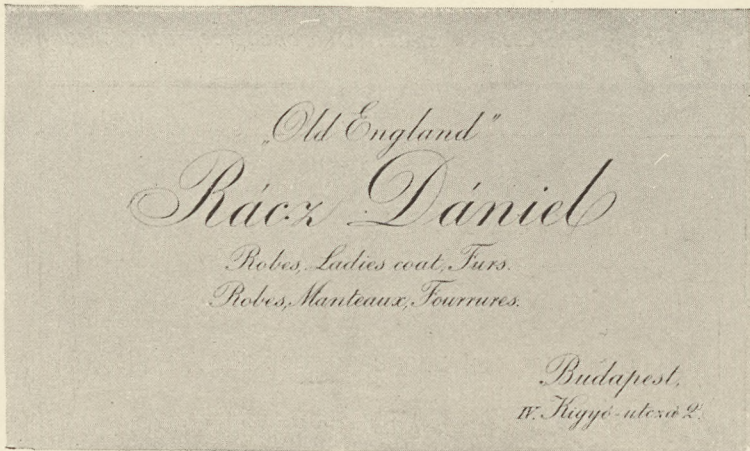 „Old England”
Rácz Dániel
Robes, Ladies coat, Furs.
Robes, Manteaux, Fourrures.
Budapest,
IV. Kigyó-utcza 2.